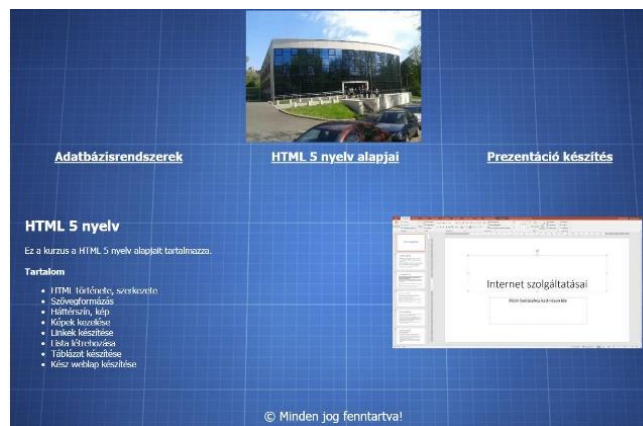 Adatbázisrendszerek
HTML 5 nyelv alapjai
Prezentáció készítés
HTML 5 nyelv
Ez a kurzus a HTML 5 nyelv alapjait tartalmazza.
Tartalom
HTML története, szerkezete
Szövegformázás
Háttérszín, kép
Képek kezelése
Linkek készítése
Lista létrehozása
Táblázat készítése
Kész weblap készítése
Internet szolgáltatásai
© Minden jog fenntartva!